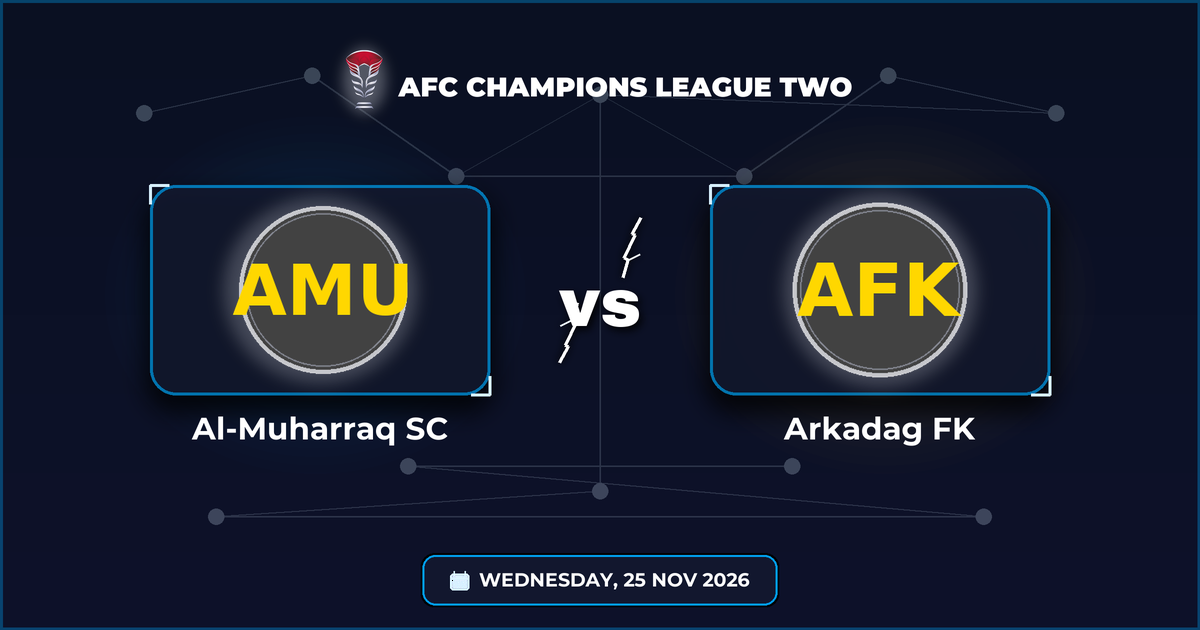 AFC CHAMPIONS LEAGUE TWO
AMU
VS
AFK
Al-Muharraq SC
Arkadag FK
WEDNESDAY, 25 NOV 2026